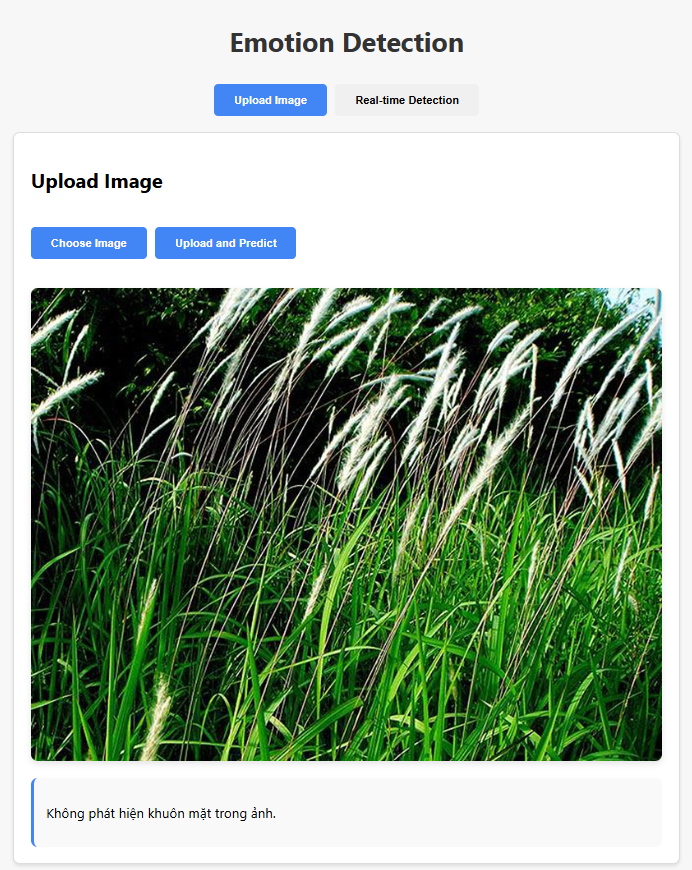 Emotion Detection
Upload Image
Real-time Detection
Upload Image
Choose Image
Upload and Predict
Không phát hiện khuôn mặt trong ảnh.